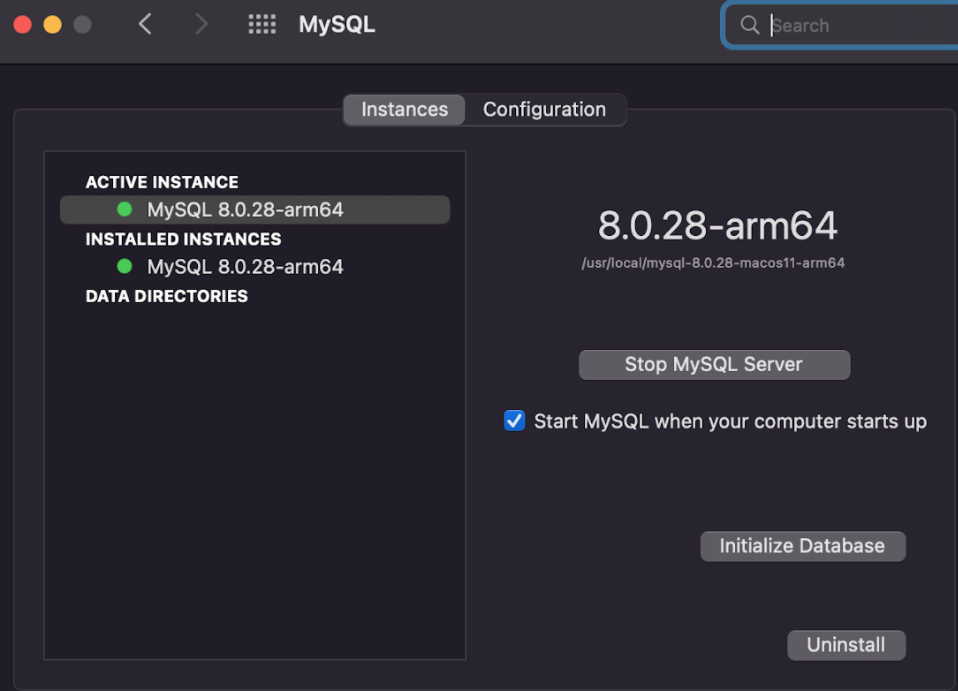 MySQL
Search
Instances
Configuration
ACTIVE INSTANCE
MySQL 8.0.28-arm64
INSTALLED INSTANCES
MySQL 8.0.28-arm64
DATA DIRECTORIES
8.0.28-arm64
/usr/local/mysql-8.0.28-macos11-arm64
Stop MySQL Server
Start MySQL when your computer starts up
Initialize Database
Uninstall